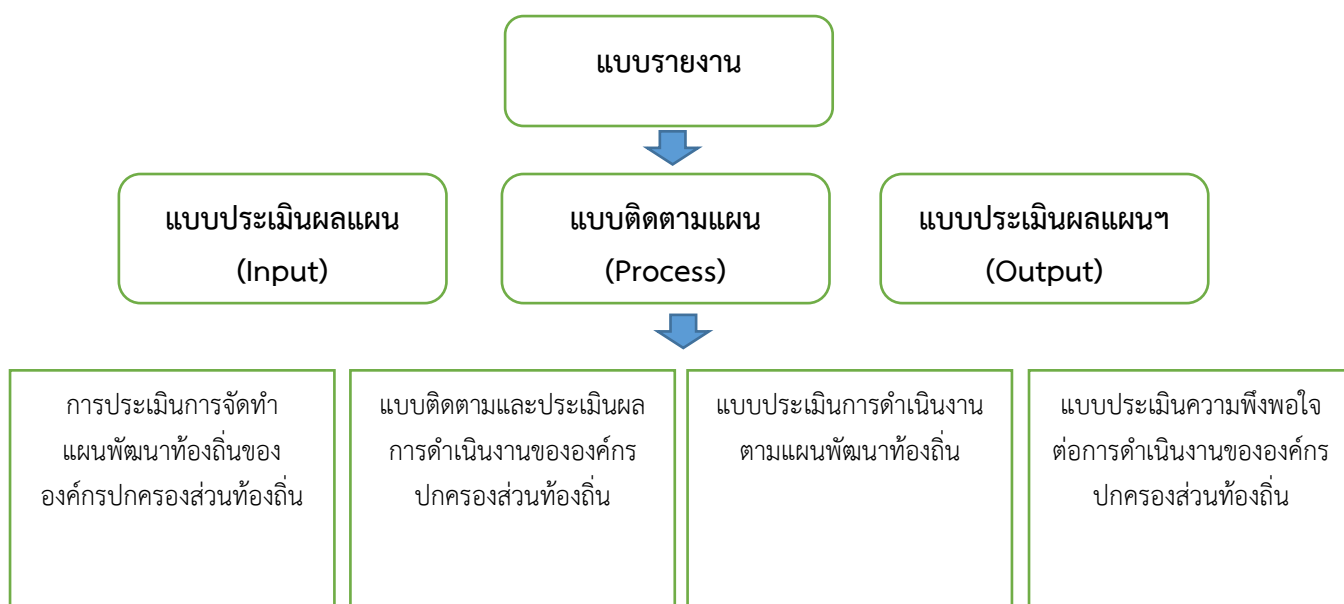 แบบรายงาน
แบบประเมินผลแผน
(Input)
แบบติดตามแผน
(Process)
แบบประเมินผลแผนฯ
(Output)
การประเมินการจัดทำ
แผนพัฒนาท้องถิ่นของ
องค์กรปกครองส่วนท้องถิ่น
แบบติดตามและประเมินผล
การดำเนินงานขององค์กร
ปกครองส่วนท้องถิ่น
แบบประเมินการดำเนินงาน
ตามแผนพัฒนาท้องถิ่น
แบบประเมินความพึงพอใจ
ต่อการดำเนินงานขององค์กร
ปกครองส่วนท้องถิ่น